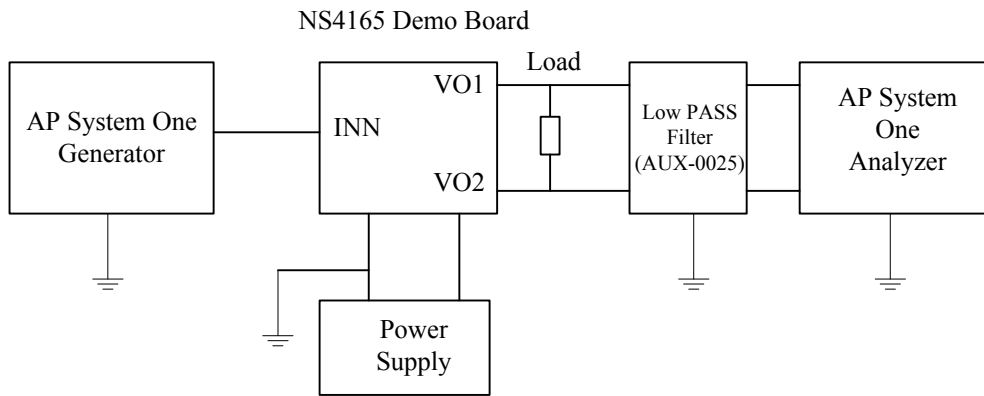 NS4165 Demo Board
AP System One
Generator
INN
VO1
VO2
Load
Low PASS
Filter
(AUX-0025)
AP System
One
Analyzer
Power
Supply